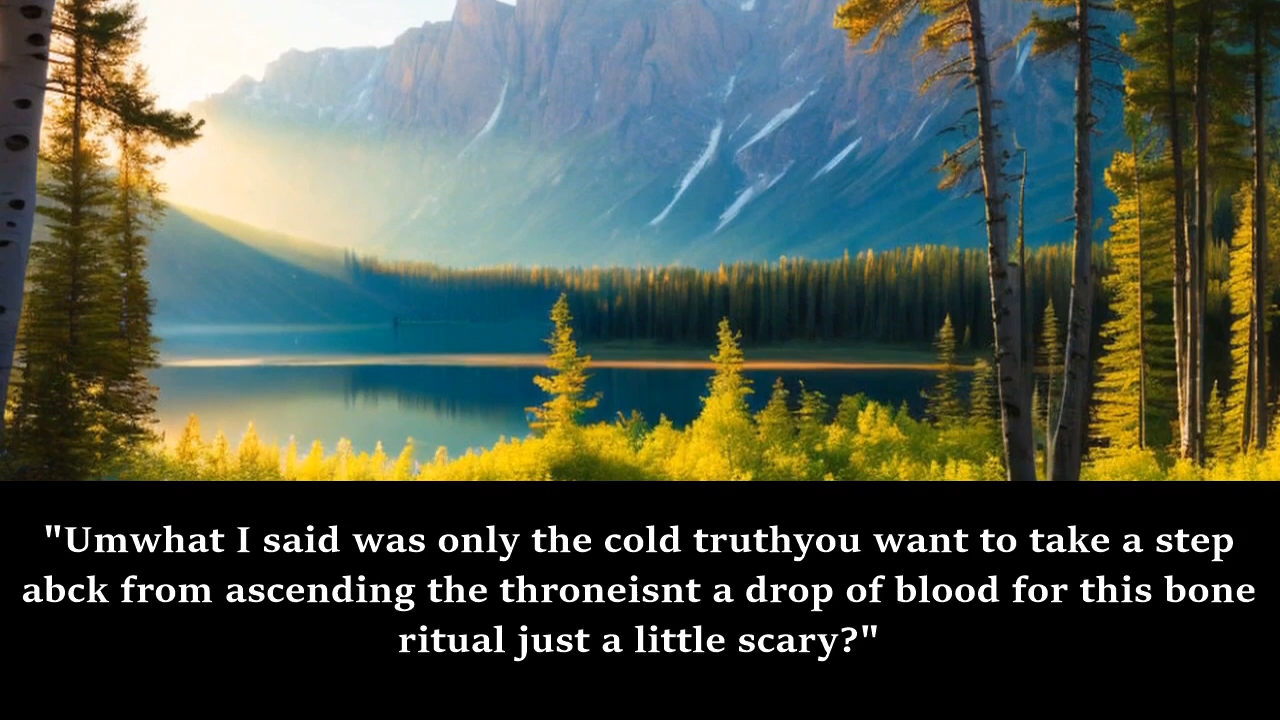 "Umwhat I said was only the cold truthyou want to take a step
abck from ascending the throneisnt a drop of blood for this bone
ritual just a little scary?"